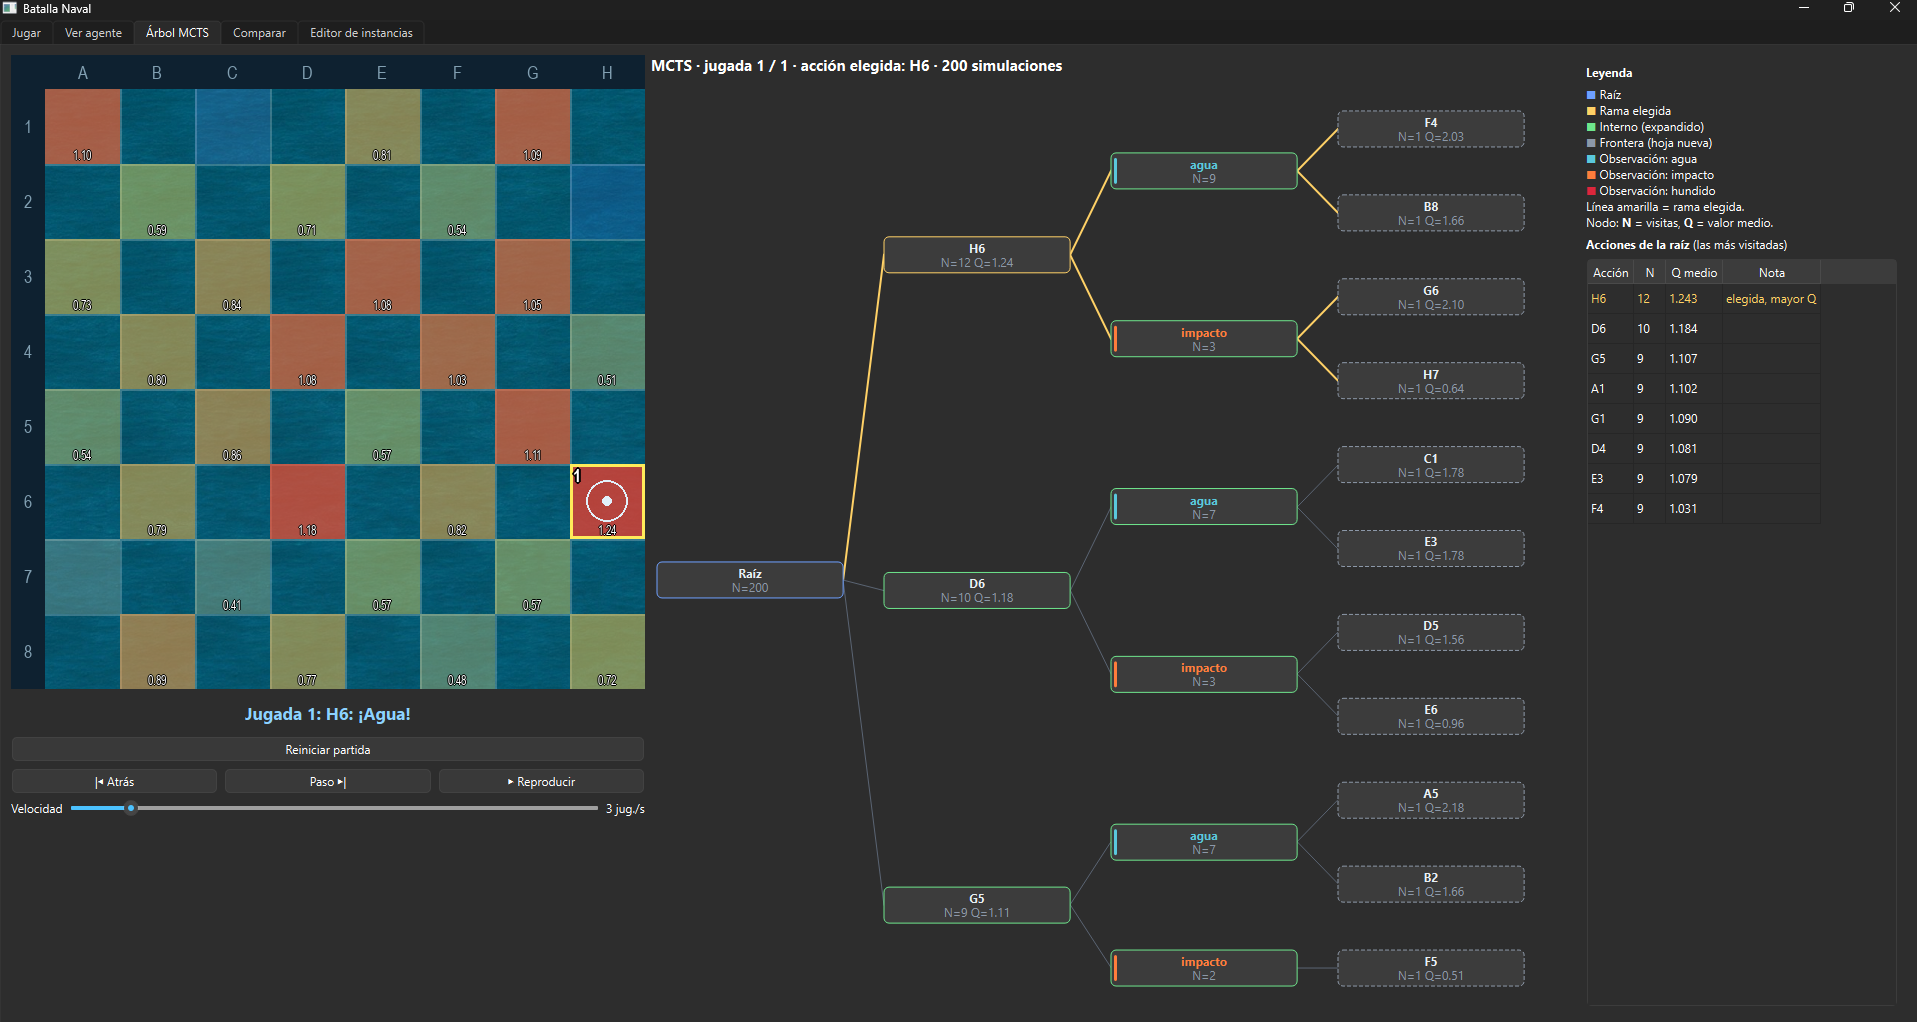 Batalla Naval
Jugar Ver agente Árbol MCTS Comparar Editor de instancias
A B C D E F G H
1 1.10 0.81 1.09
2 0.59 0.71 0.54
3 0.73 0.84 1.08 1.05
4 0.80 1.08 1.03 0.51
5 0.54 0.86 0.57 1.11
6 0.79 1.18 0.82 1 1.24
7 0.41 0.57 0.57
8 0.89 0.77 0.48 0.72
Jugada 1: H6: ¡Agua!
Reiniciar partida
|◂ Atrás Paso ▸| ▸ Reproducir
Velocidad 3 jug./s
MCTS · jugada 1 / 1 · acción elegida: H6 · 200 simulaciones
Raíz
N=200
H6
N=12 Q=1.24
agua
N=9
F4
N=1 Q=2.03
B8
N=1 Q=1.66
impacto
N=3
G6
N=1 Q=2.10
H7
N=1 Q=0.64
D6
N=10 Q=1.18
agua
N=7
C1
N=1 Q=1.78
E3
N=1 Q=1.78
impacto
N=3
D5
N=1 Q=1.56
E6
N=1 Q=0.96
G5
N=9 Q=1.11
agua
N=7
A5
N=1 Q=2.18
B2
N=1 Q=1.66
impacto
N=2
F5
N=1 Q=0.51
Leyenda
Raíz
Rama elegida
Interno (expandido)
Frontera (hoja nueva)
Observación: agua
Observación: impacto
Observación: hundido
Línea amarilla = rama elegida.
Nodo: N = visitas, Q = valor medio.
Acciones de la raíz (las más visitadas)
Acción N Q medio Nota
H6 12 1.243 elegida, mayor Q
D6 10 1.184
G5 9 1.107
A1 9 1.102
G1 9 1.090
D4 9 1.081
E3 9 1.079
F4 9 1.031